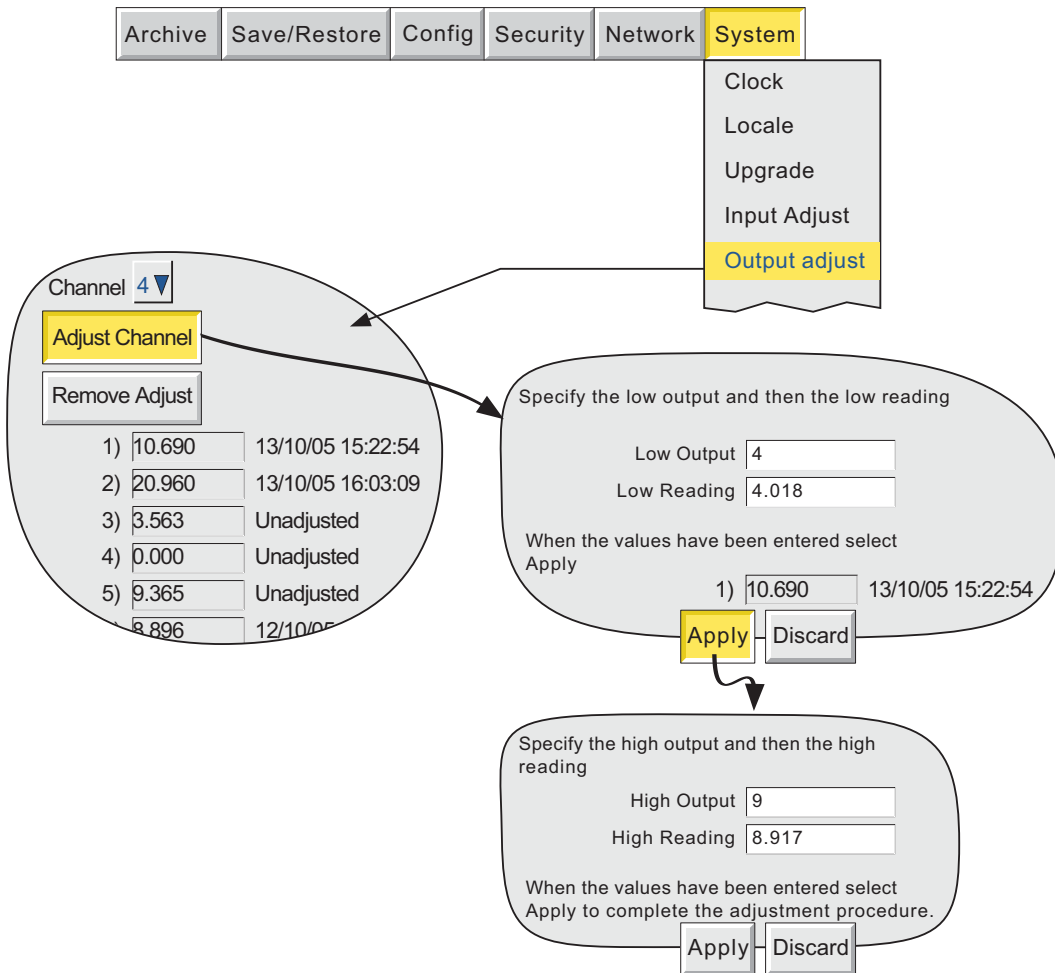 Archive Save/Restore Config Security Network System
Clock
Locale
Upgrade
Input Adjust
Output adjust
Channel 4
Adjust Channel
Remove Adjust
1) 10.690 13/10/05 15:22:54
2) 20.960 13/10/05 16:03:09
3) 3.563 Unadjusted
4) 0.000 Unadjusted
5) 9.365 Unadjusted
8.896 12/10/05
Specify the low output and then the low reading
Low Output 4
Low Reading 4.018
When the values have been entered select
Apply
1) 10.690 13/10/05 15:22:54
Apply Discard
Specify the high output and then the high
reading
High Output 9
High Reading 8.917
When the values have been entered select
Apply to complete the adjustment procedure.
Apply Discard